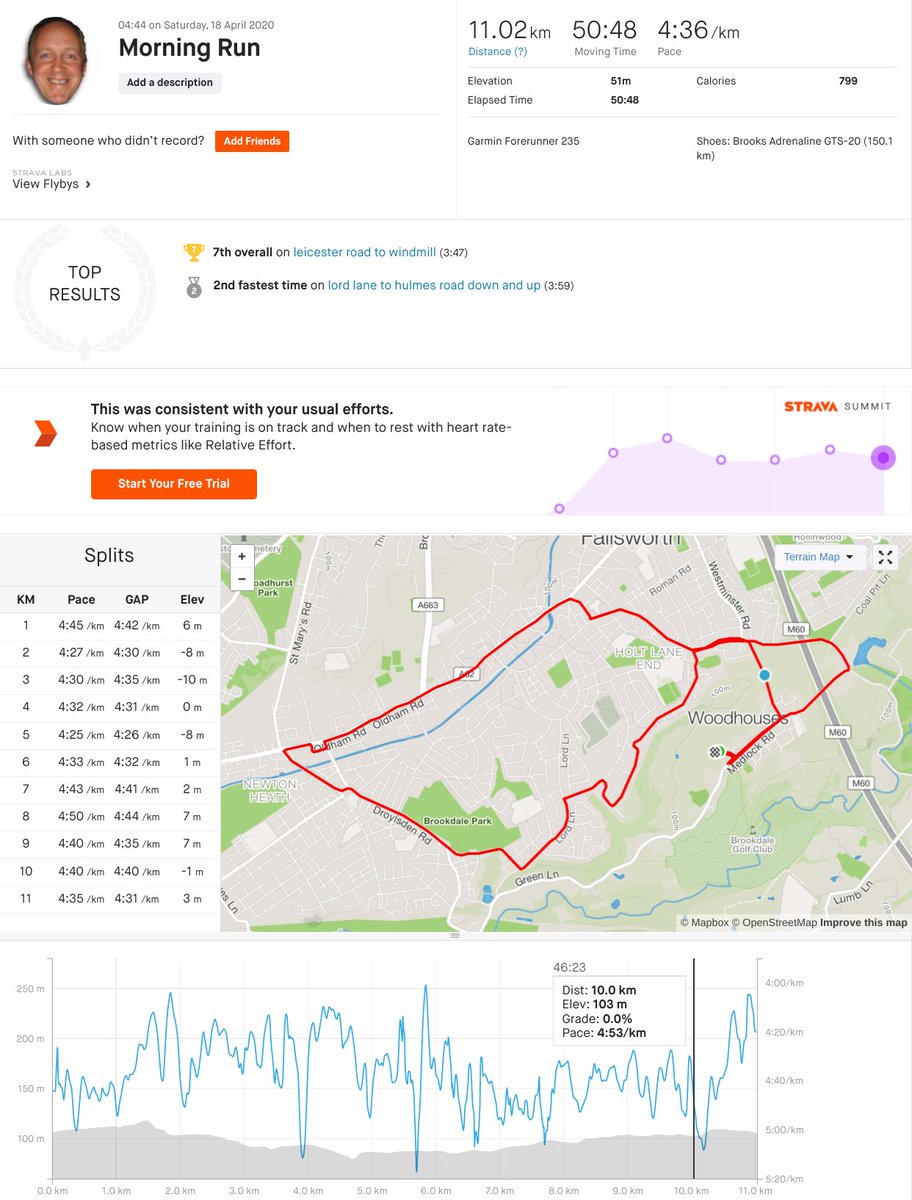 04:44 on Saturday, 18 April 2020
Morning Run
Add a description
With someone who didn't record? Add Friends
STRAVA LABS
View Flybys
11.02 km 50:48 4:36 /km
Distance (?) Moving Time Pace
Elevation 51m Calories 799
Elapsed Time 50:48
Garmin Forerunner 235 Shoes: Brooks Adrenaline GTS-20 (150.1
km)
TOP
RESULTS
7
7th overall on leicester road to windmill (3:47)
2
2nd fastest time on lord lane to hulmes road down and up (3:59)
This was consistent with your usual efforts.
Know when your training is on track and when to rest with heart rate-
based metrics like Relative Effort.
Start Your Free Trial
STRAVA SUMMIT
Splits
KM Pace GAP Elev
1 4:45 /km 4:42 /km 6 m
2 4:27 /km 4:30 /km -8 m
3 4:30 /km 4:35 /km -10 m
4 4:32 /km 4:31 /km 0 m
5 4:25 /km 4:26 /km -8 m
6 4:33 /km 4:32 /km 1 m
7 4:43 /km 4:41 /km 2 m
8 4:50 /km 4:44 /km 7 m
9 4:40 /km 4:35 /km 7 m
10 4:40 /km 4:40 /km -1 m
11 4:35 /km 4:31 /km 3 m
+
−
Failsworth
Hollinwood
Terrain Map
Roman Rd
Westminster Rd
Coal Pit Ln
Park
100m
A663
M60
St Mary's Rd
100m
HOLT LANE
END
A62
100m
Oldham Rd
Oldham Rd
Woodhouses
100m
M60
Medlock Rd
Lord Ln
M60
NEWTON
HEATH
Droylsden Rd
Brookdale Park
Lord Ln
100m
Brookdale
Golf Club
Green Ln
Lumb Ln
© Mapbox © OpenStreetMap Improve this map
46:23
Dist: 10.0 km
Elev: 103 m
Grade: 0.0%
Pace: 4:53/km
250 m
200 m
150 m
100 m
4:00/km
4:20/km
4:40/km
5:00/km
5:20/km
0.0 km 1.0 km 2.0 km 3.0 km 4.0 km 5.0 km 6.0 km 7.0 km 8.0 km 9.0 km 10.0 km 11.0 km